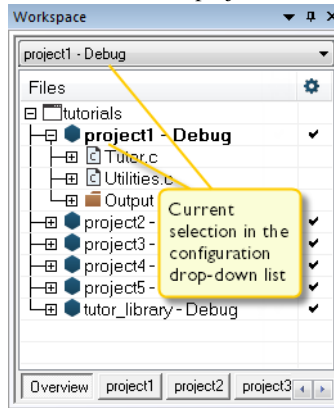 Workspace
project1 - Debug
Files
tutorials
project1 - Debug
Tutor.c
Utilities.c
Output
project2 -
project3 -
project4 -
project5 -
tutor_library - Debug
Current
selection in the
configuration
drop-down list
Overview project1 project2 project3